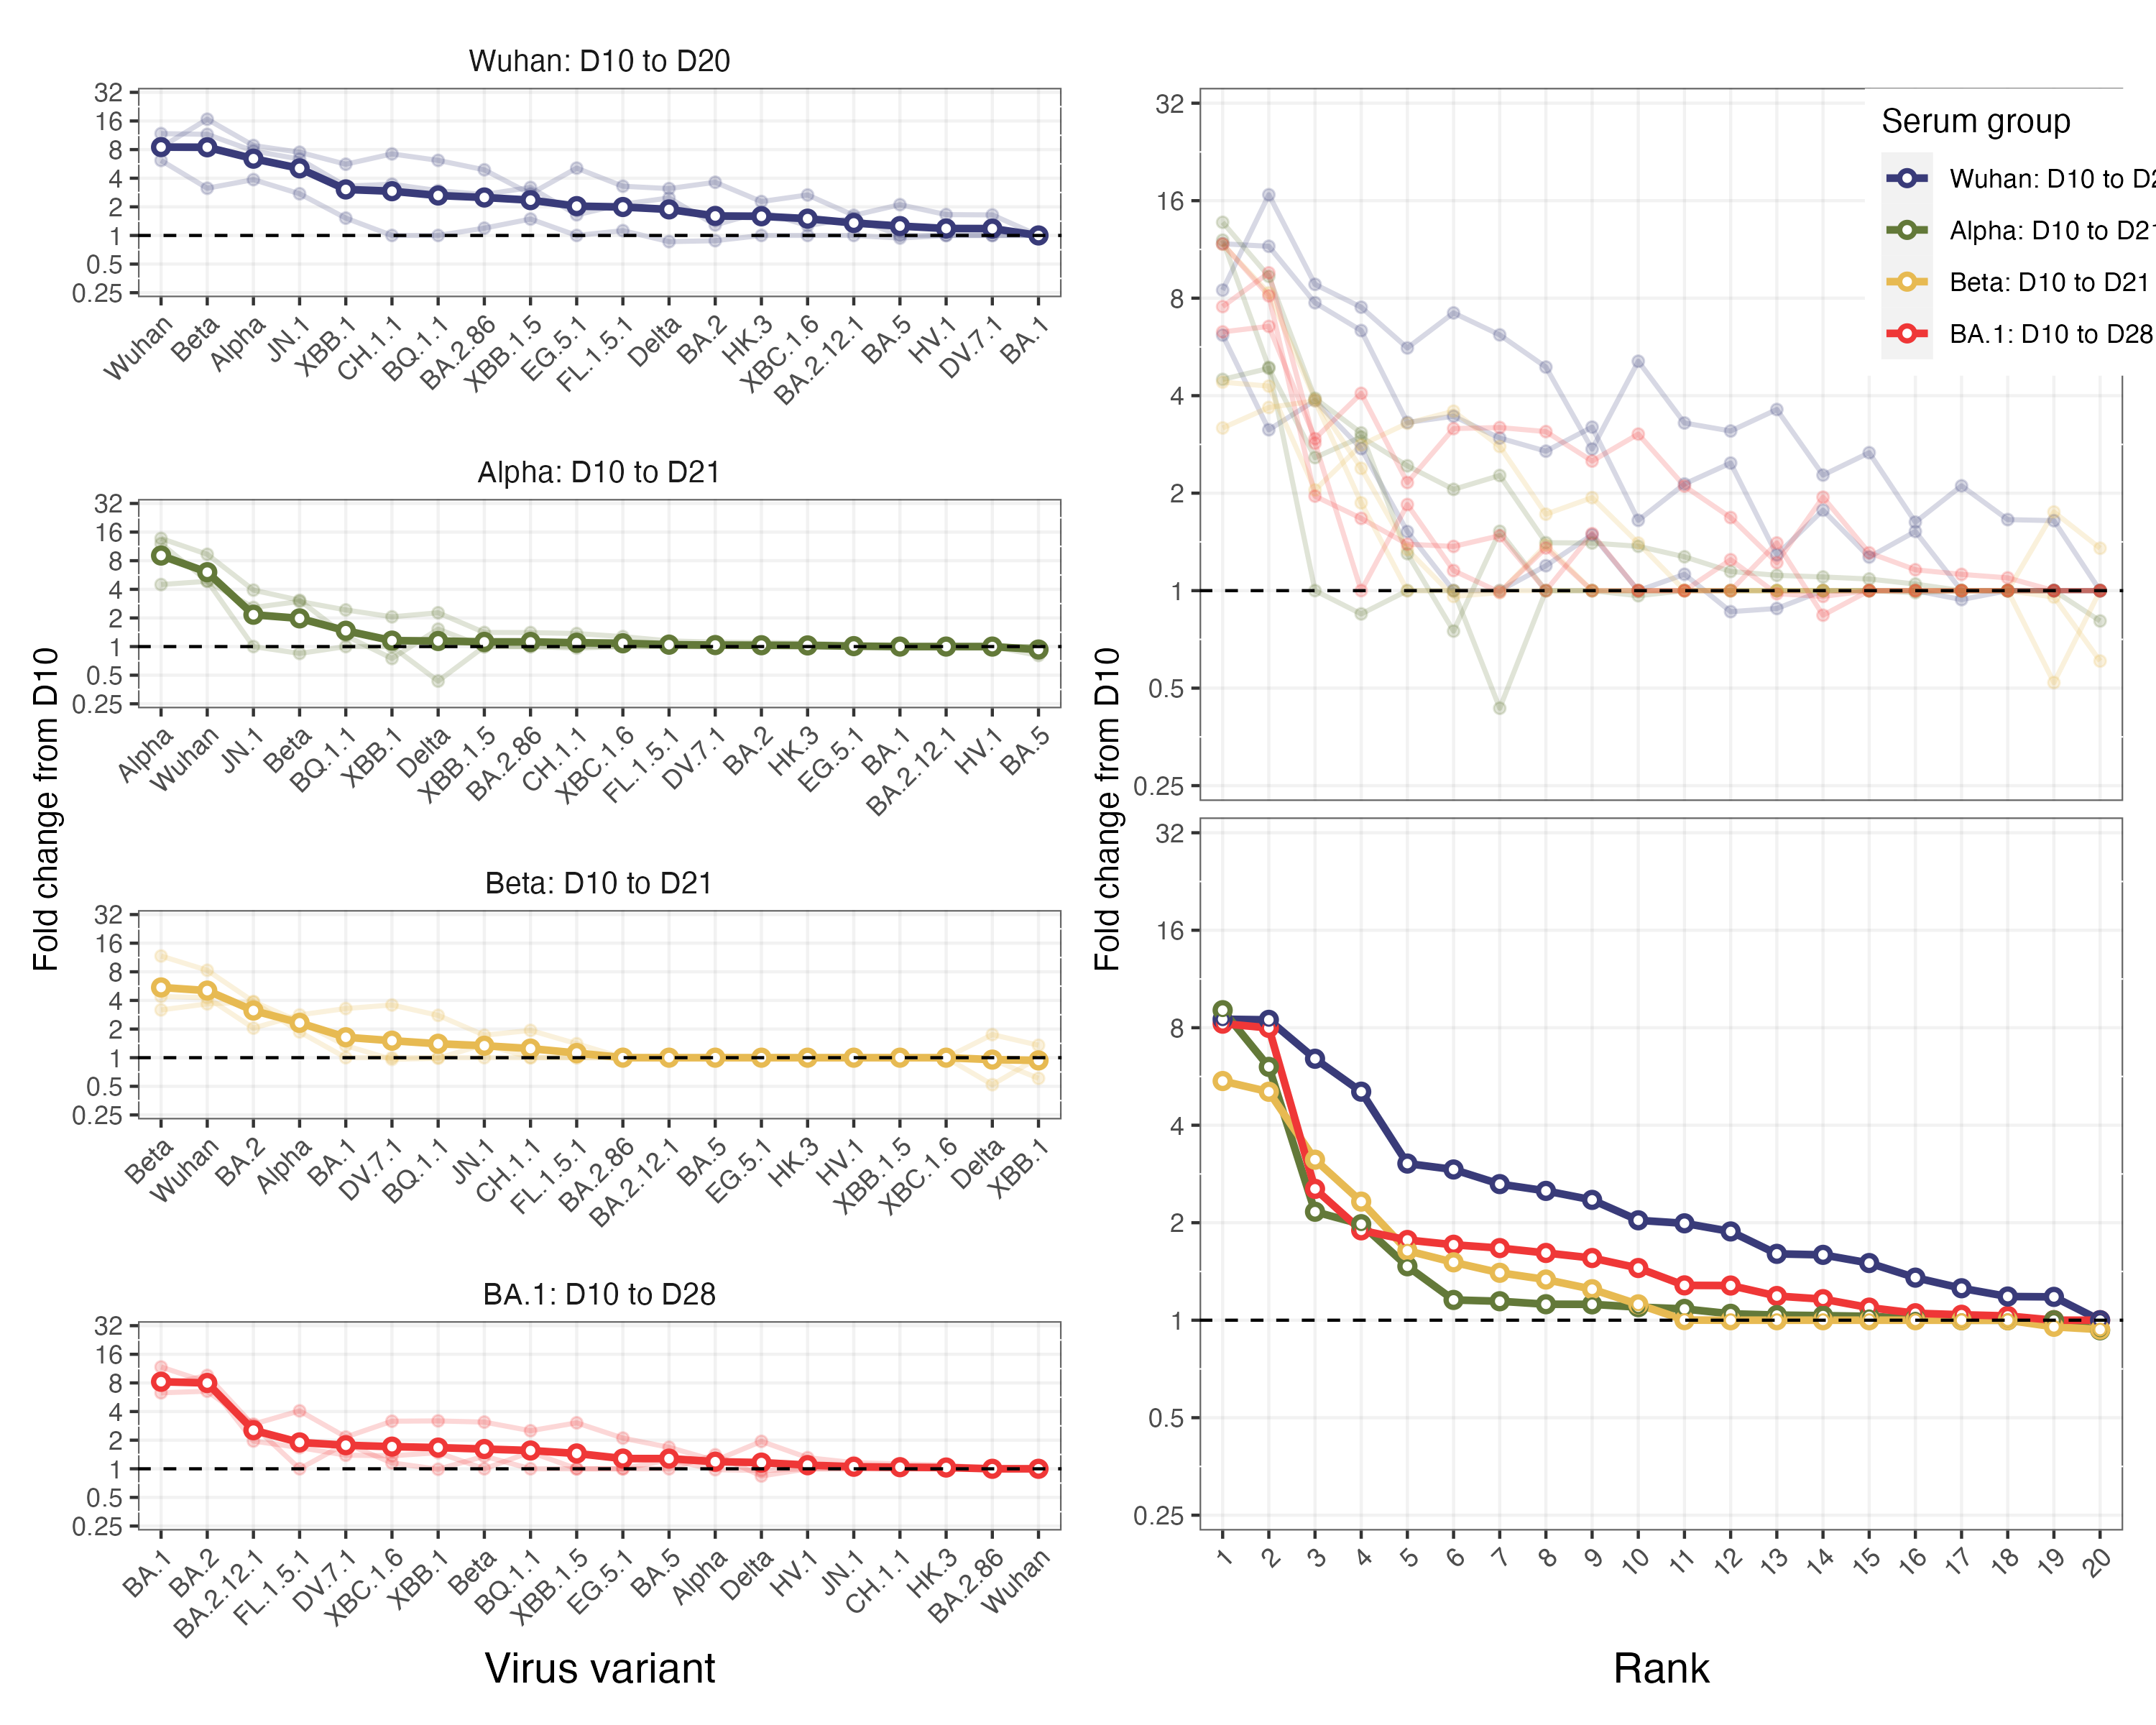 Wuhan: D10 to D20
32
16
8
4
2
1
0.5
0.25
Wuhan
Beta
Alpha
JN.1
XBB.1
CH.1.1
BQ.1.1
BA.2.86
XBB.1.5
EG.5.1
FL.1.5.1
Delta
BA.2
HK.3
XBC.1.6
BA.2.12.1
BA.5
HV.1
DV.7.1
BA.1
Alpha: D10 to D21
32
16
8
4
2
1
0.5
0.25
Alpha
Wuhan
JN.1
Beta
BQ.1.1
XBB.1
Delta
XBB.1.5
BA.2.86
CH.1.1
XBC.1.6
FL.1.5.1
DV.7.1
BA.2
HK.3
EG.5.1
BA.1
BA.2.12.1
HV.1
BA.5
Fold change from D10
Beta: D10 to D21
32
16
8
4
2
1
0.5
0.25
Beta
Wuhan
BA.2
Alpha
BA.1
DV.7.1
BQ.1.1
JN.1
CH.1.1
FL.1.5.1
BA.2.86
BA.2.12.1
BA.5
EG.5.1
HK.3
HV.1
XBB.1.5
XBC.1.6
Delta
XBB.1
BA.1: D10 to D28
32
16
8
4
2
1
0.5
0.25
BA.1
BA.2
BA.2.12.1
FL.1.5.1
DV.7.1
XBC.1.6
XBB.1
Beta
BQ.1.1
XBB.1.5
EG.5.1
BA.5
Alpha
Delta
HV.1
JN.1
CH.1.1
HK.3
BA.2.86
Wuhan
Virus variant
32
16
8
4
2
1
0.5
0.25
Serum group
Wuhan: D10 to D2
Alpha: D10 to D21
Beta: D10 to D21
BA.1: D10 to D28
Fold change from D10
32
16
8
4
2
1
0.5
0.25
1
2
3
4
5
6
7
8
9
10
11
12
13
14
15
16
17
18
19
20
Rank